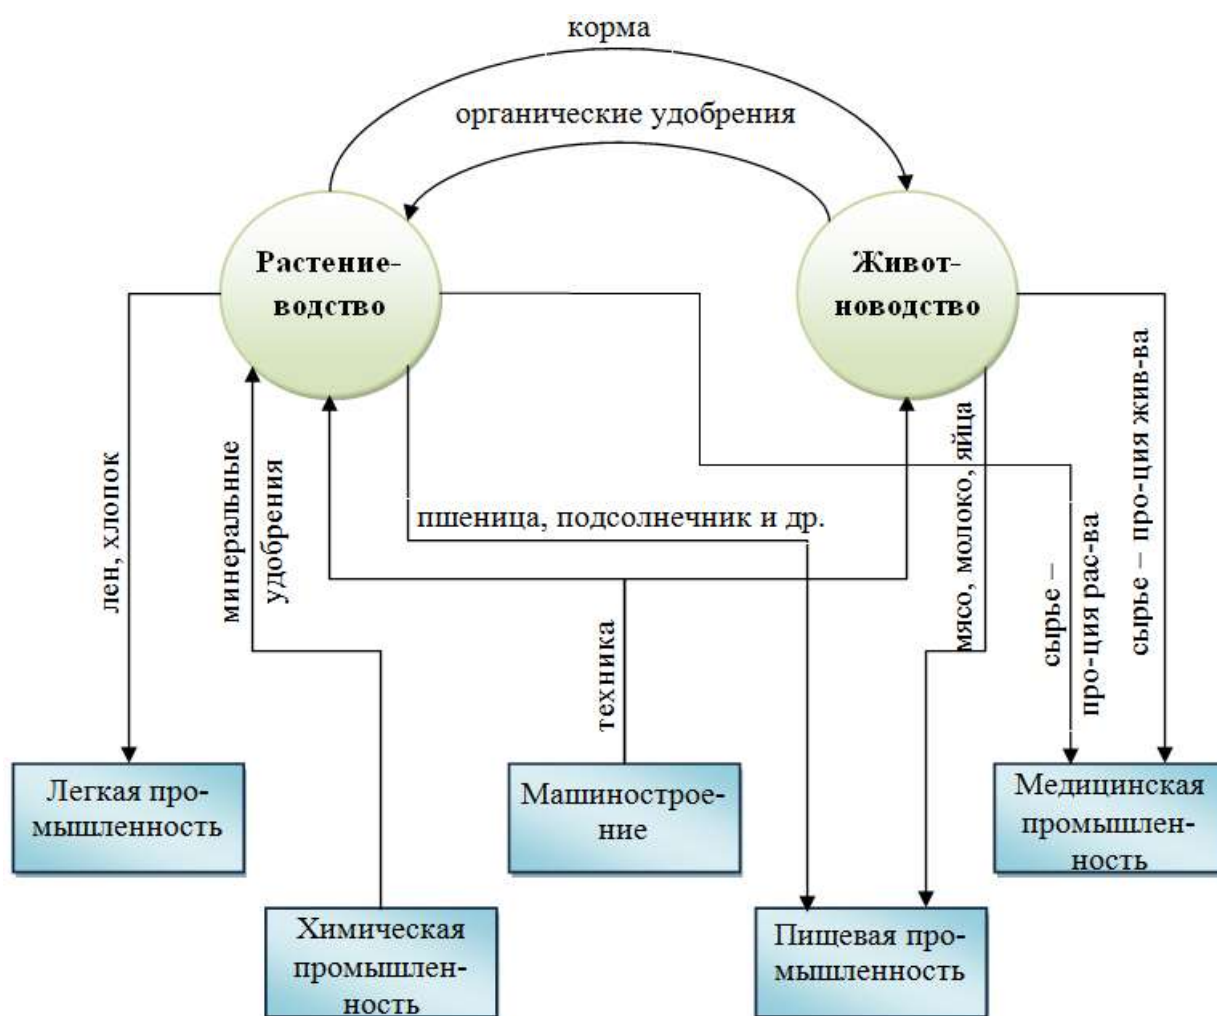 корма
органические удобрения
Растение-
водство
Живот-
новодство
лен, хлопок
минеральные
удобрения
пшеница, подсолнечник и др.
техника
мясо, молоко, яйца
сырье –
про-ция рас-ва
сырье – про-ция жив-ва
Легкая про-
мышленность
Машинострое-
ние
Медицинская
промышлен-
ность
Химическая
промышлен-
ность
Пищевая про-
мышленность